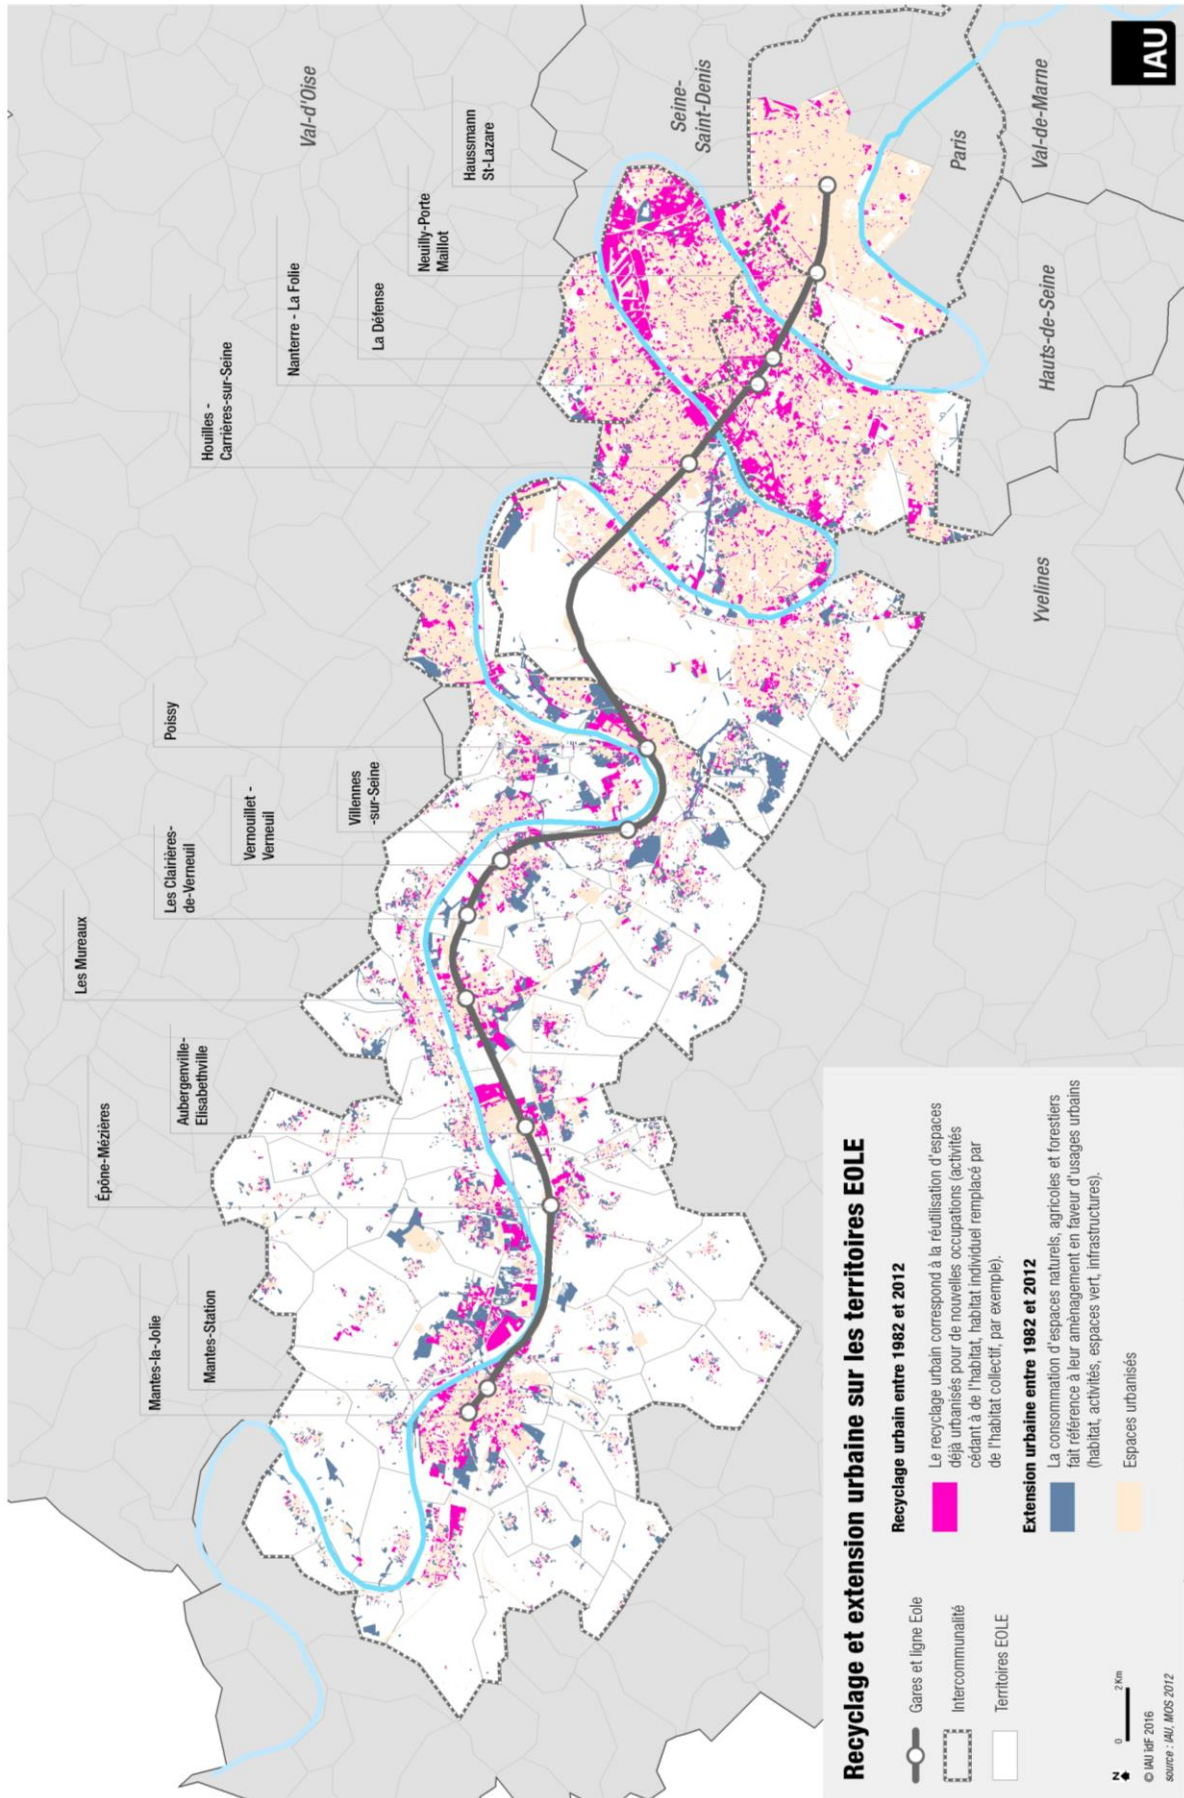 IAU
Val-d'Oise
Seine-
Saint-Denis
Paris
Val-de-Marne
Hauts-de-Seine
Yvelines
Mantes-la-Jolie
Mantes-Station
Épône-Mézières
Aubergenville-
Elisabethville
Les Mureaux
Les Clairières-
de-Verneuil
Vernouillet -
Verneuil
Villennes
-sur-Seine
Poissy
Houilles -
Carrières-sur-Seine
Nanterre - La Folie
La Défense
Neuilly-Porte
Maillot
Haussmann
St-Lazare
Recyclage et extension urbaine sur les territoires EOLE
Gares et ligne Eole
Intercommunalité
Territoires EOLE
Recyclage urbain entre 1982 et 2012
Le recyclage urbain correspond à la réutilisation d'espaces
déjà urbanisés pour de nouvelles occupations (activités
cédant à de l'habitat, habitat individuel remplacé par
de l'habitat collectif, par exemple).
Extension urbaine entre 1982 et 2012
La consommation d'espaces naturels, agricoles et forestiers
fait référence à leur aménagement en faveur d'usages urbains
(habitat, activités, espaces vert, infrastructures).
Espaces urbanisés
N
0 2 Km
© IAU îdF 2016
source : IAU, MOS 2012